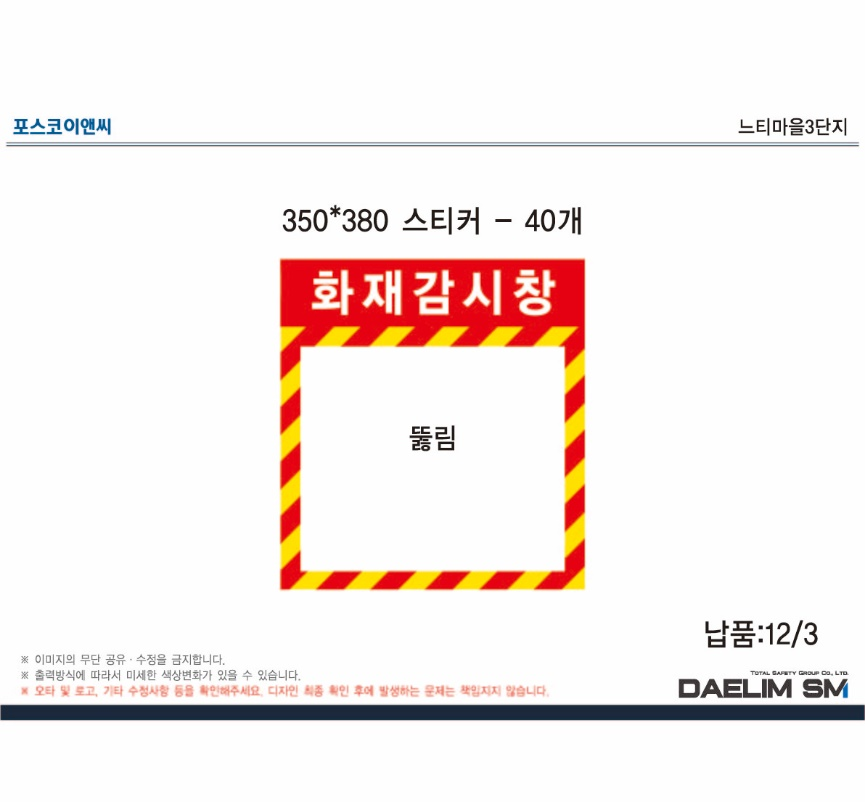 포스코이앤씨
느티마을3단지
350*380 스티커 - 40개
화재감시창
뚫림
납품:12/3
※ 이미지의 무단 공유 · 수정을 금지합니다.
※ 출력방식에 따라서 미세한 색상변화가 있을 수 있습니다.
※ 오타 및 로고, 기타 수정사항 등을 확인해주세요. 디자인 최종 확인 후에 발생하는 문제는 책임지지 않습니다.
TOTAL SAFETY GROUP CO., LTD.
DAELIM SM